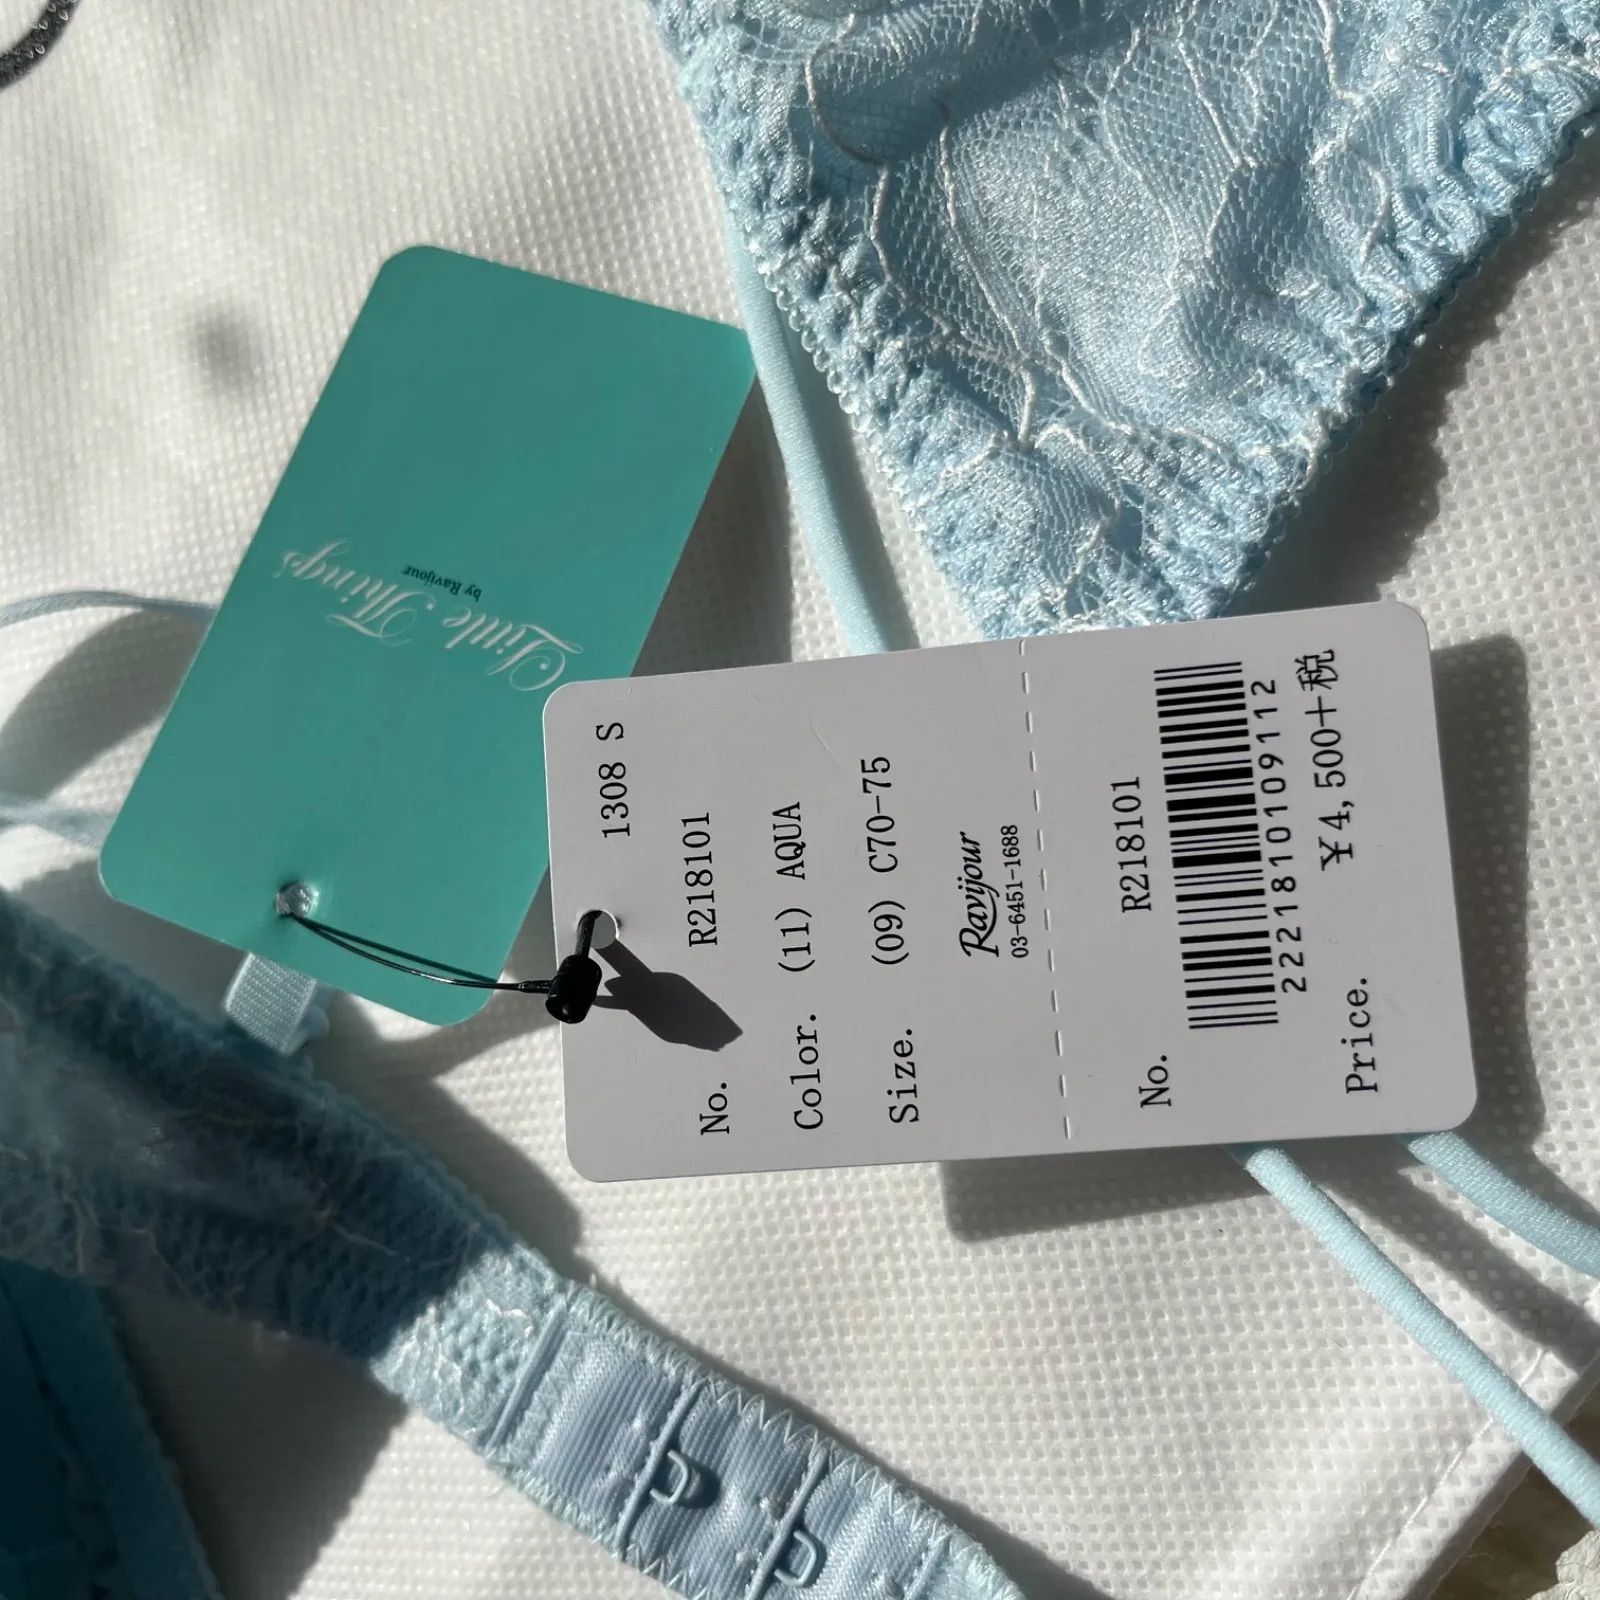 Little Things
by Ravijour
1308 S
No. R218101
Color. (11) AQUA
Size. (09) C70-75
Ravijour
03-6451-1688
No. R218101
2221810109112
Price. ￥4,500+税